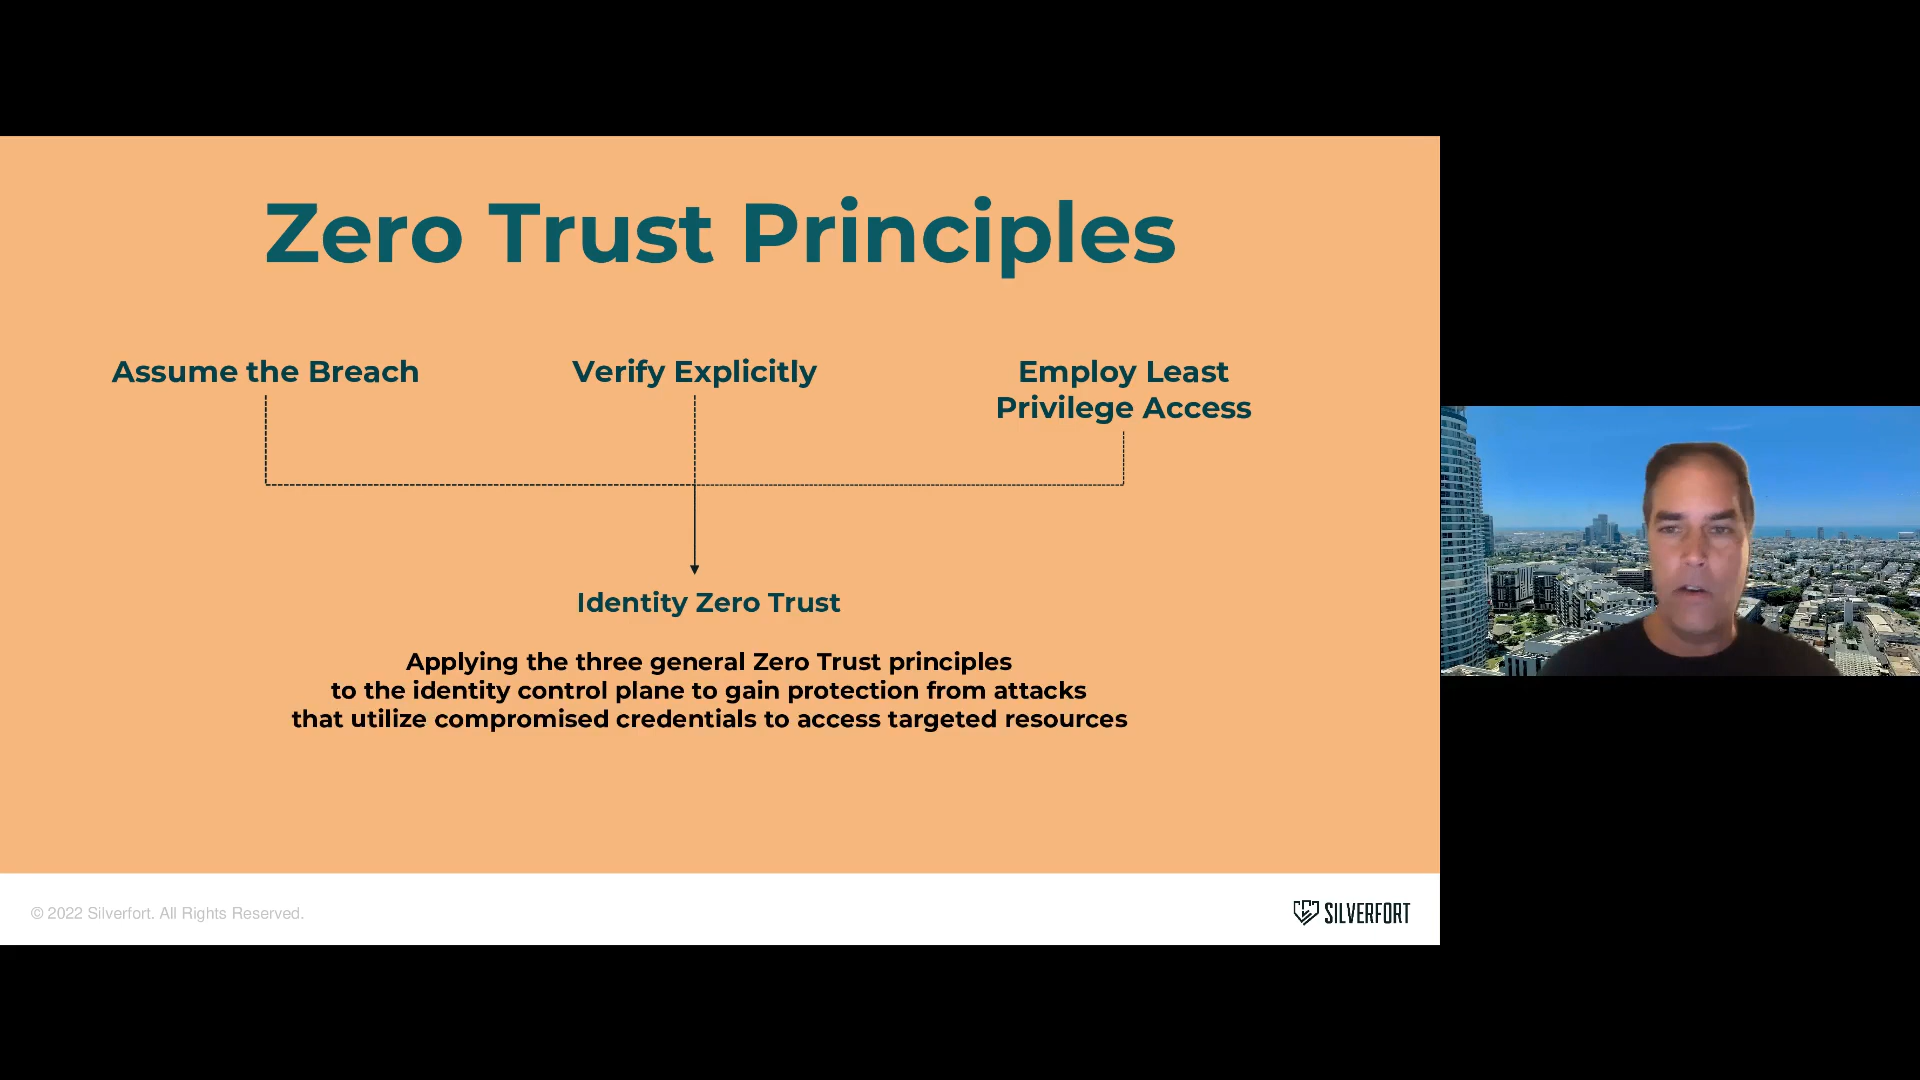 Zero Trust Principles
Assume the Breach
Verify Explicitly
Employ Least
Privilege Access
Identity Zero Trust
Applying the three general Zero Trust principles
to the identity control plane to gain protection from attacks
that utilize compromised credentials to access targeted resources
© 2022 Silverfort. All Rights Reserved.
SILVERFORT